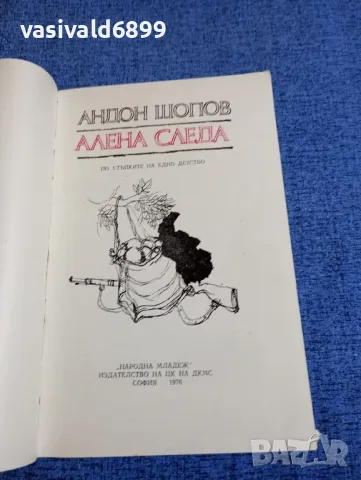 vasivald6899
АНДОН ШОПОВ
АЛЕНА СЛЕДА
ПО СТЪПКИТЕ НА ЕДНО ДЕТСТВО
„НАРОДНА МЛАДЕЖ"
ИЗДАТЕЛСТВО НА ЦК НА ДКМС
СОФИЯ 1976
BAZAR